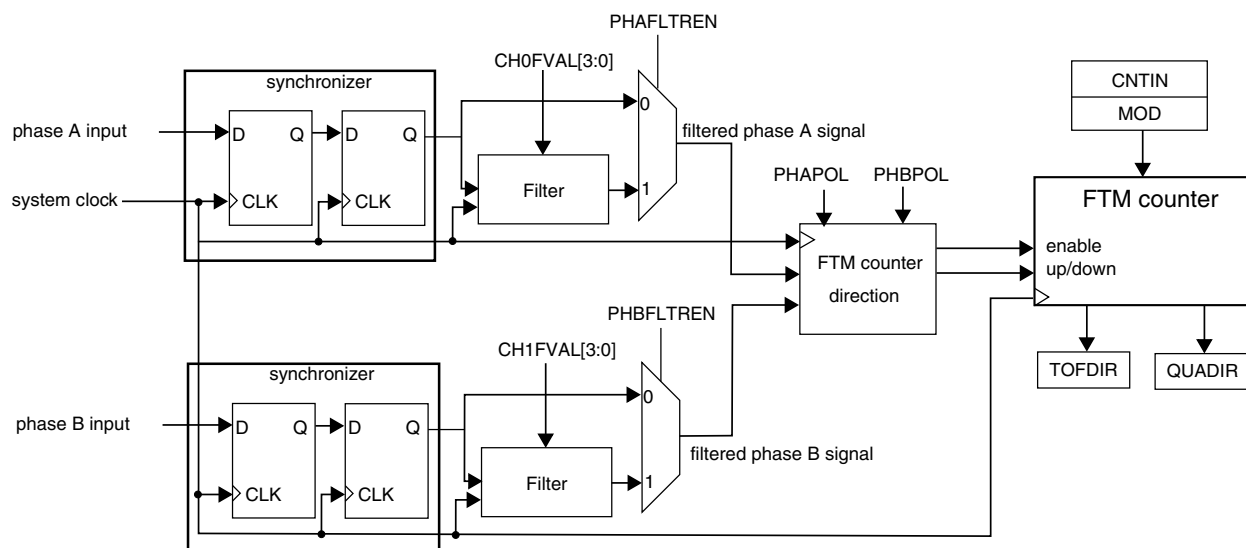 PHAFLTREN
CH0FVAL[3:0]
synchronizer
CNTIN
MOD
phase A input
D
Q
D
Q
0
filtered phase A signal
Filter
1
system clock
CLK
CLK
PHAPOL
PHBPOL
FTM counter
enable
up/down
FTM counter
direction
PHBFLTREN
CH1FVAL[3:0]
synchronizer
TOFDIR
QUADIR
phase B input
D
Q
D
Q
0
filtered phase B signal
Filter
1
CLK
CLK